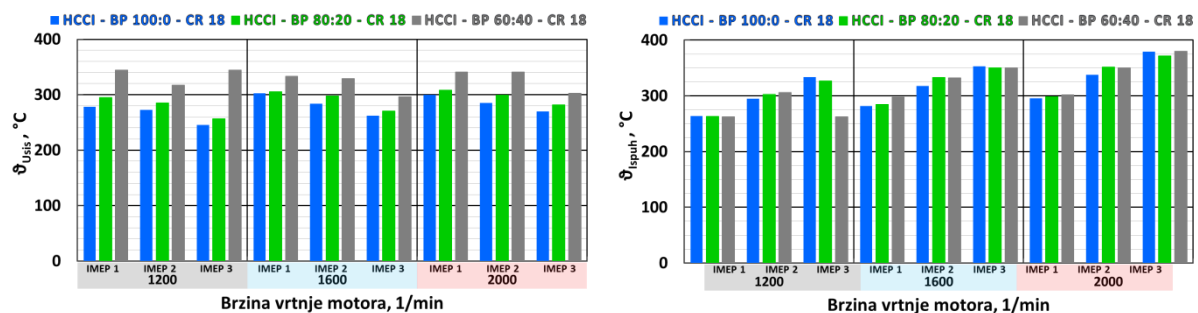 HCCI - BP 100:0 - CR 18 HCCI - BP 80:20 - CR 18 HCCI - BP 60:40 - CR 18
400
300
200
100
0
ϑUsis, °C
IMEP 1 IMEP 2 IMEP 3 IMEP 1 IMEP 2 IMEP 3 IMEP 1 IMEP 2 IMEP 3
1200 1600 2000
Brzina vrtnje motora, 1/min
HCCI - BP 100:0 - CR 18 HCCI - BP 80:20 - CR 18 HCCI - BP 60:40 - CR 18
400
300
200
100
0
ϑIspuh, °C
IMEP 1 IMEP 2 IMEP 3 IMEP 1 IMEP 2 IMEP 3 IMEP 1 IMEP 2 IMEP 3
1200 1600 2000
Brzina vrtnje motora, 1/min